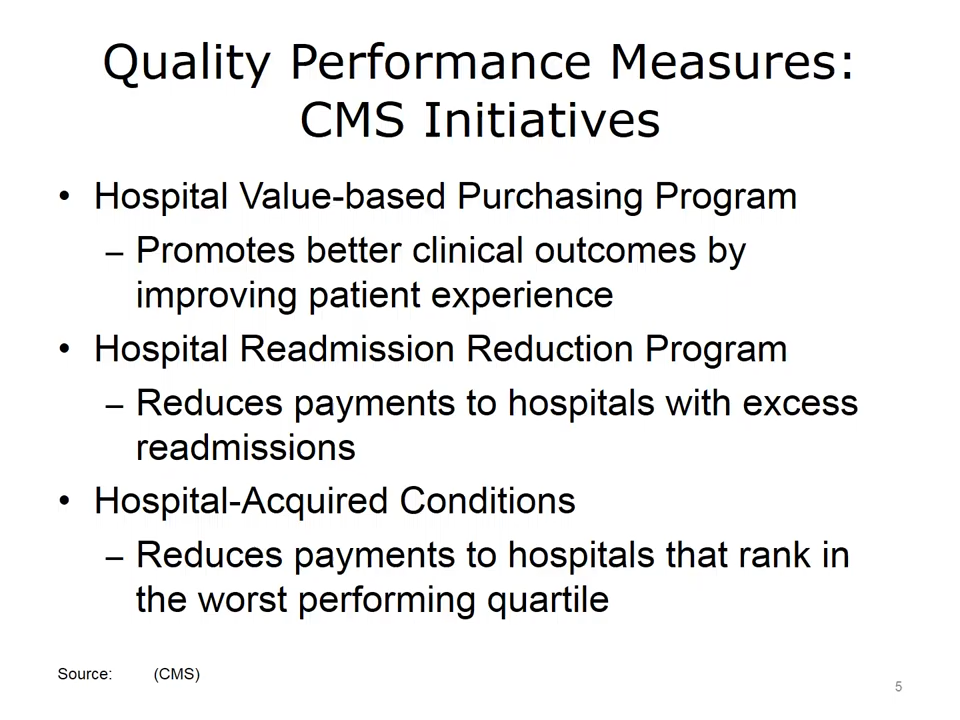 Quality Performance Measures:
CMS Initiatives
• Hospital Value-based Purchasing Program
– Promotes better clinical outcomes by
improving patient experience
• Hospital Readmission Reduction Program
– Reduces payments to hospitals with excess
readmissions
• Hospital-Acquired Conditions
– Reduces payments to hospitals that rank in
the worst performing quartile
Source: (CMS)
5